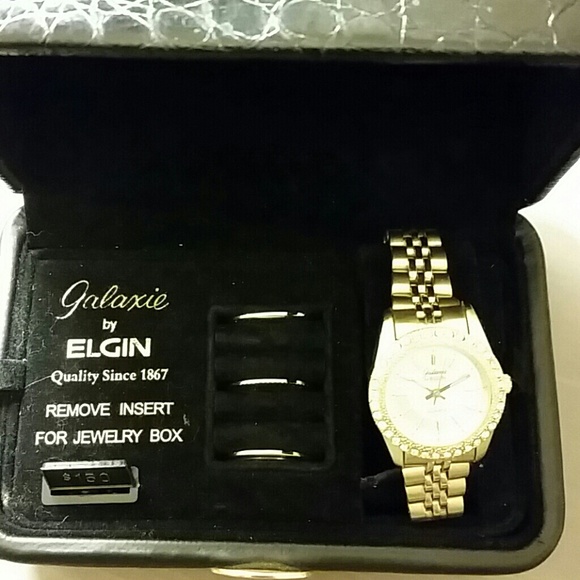 Galaxie
by
ELGIN
Quality Since 1867
REMOVE INSERT
FOR JEWELRY BOX